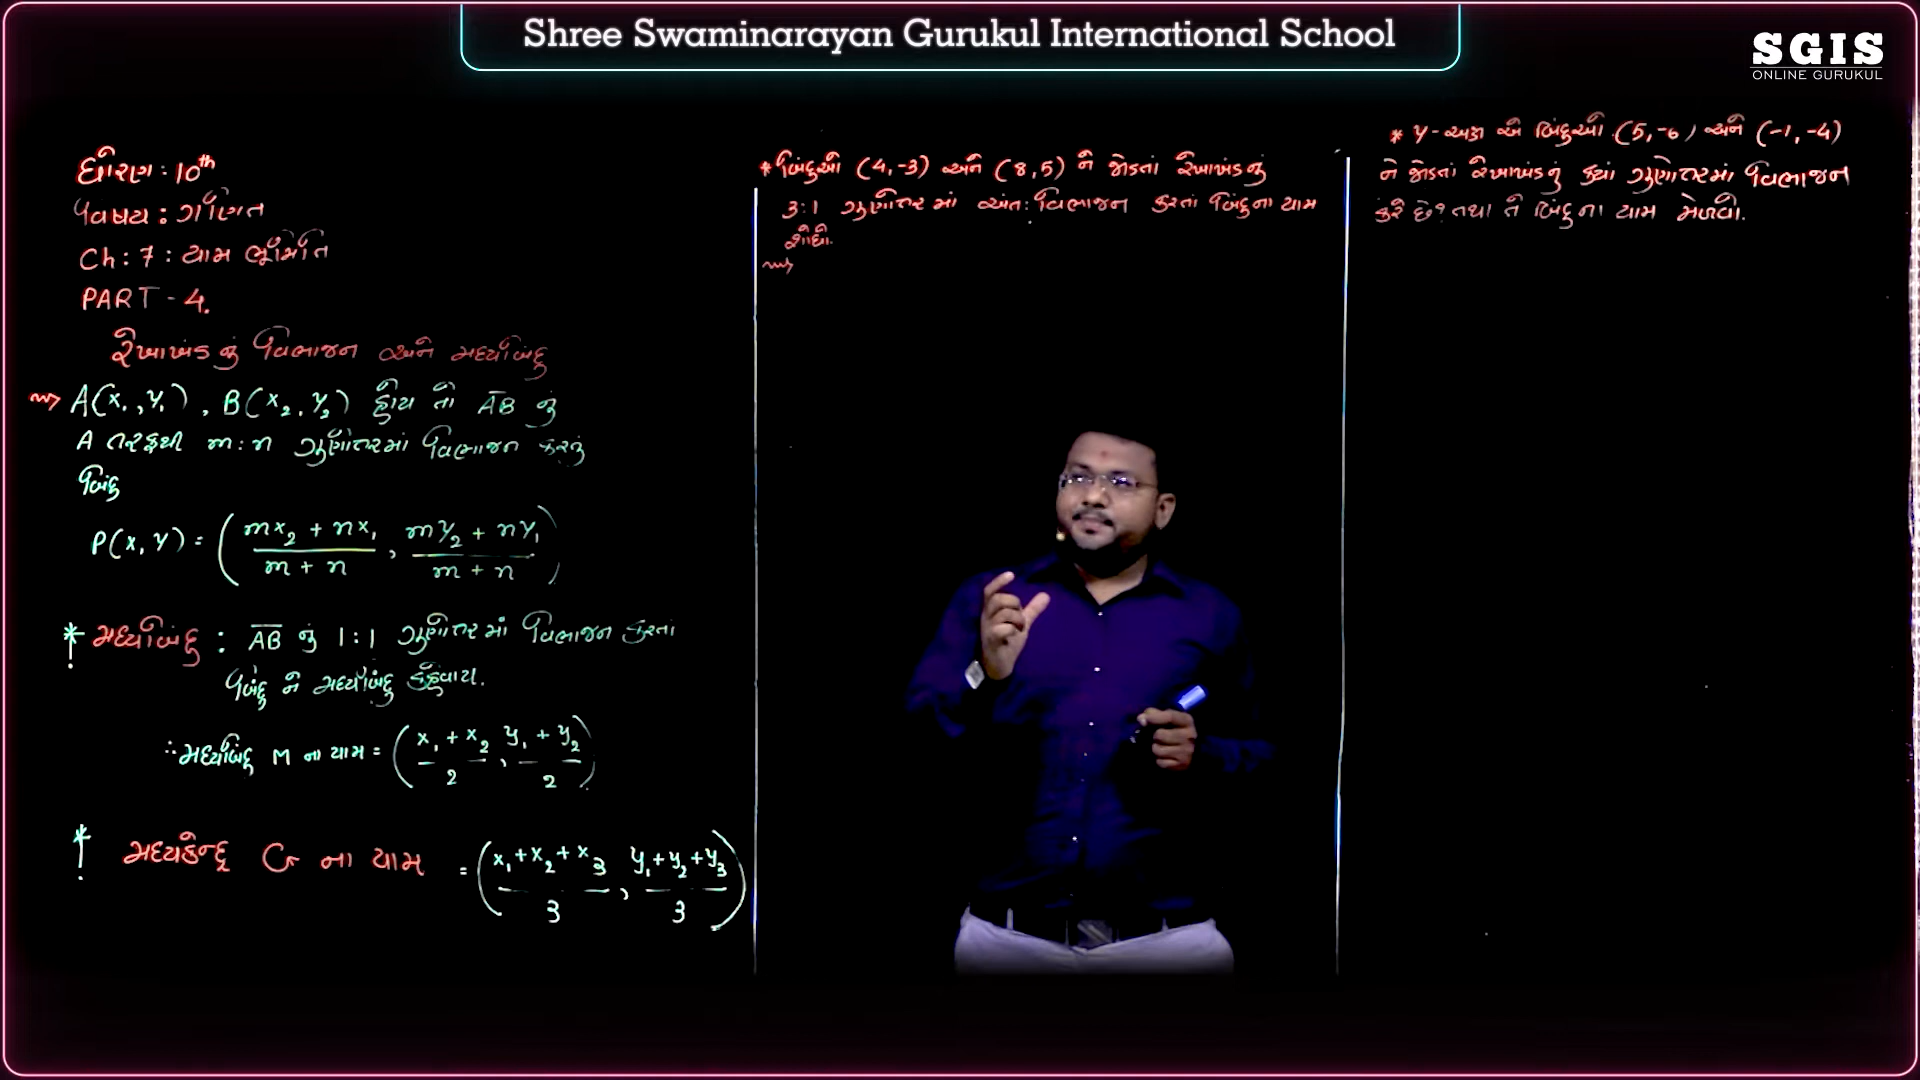 Shree Swaminarayan Gurukul International School
SGIS
ONLINE GURUKUL
ધોરણ : 10th
વિષય : ગણિત
Ch : 7 : યામ ભૂમિતિ
PART - 4.
રેખાખંડનું વિભાજન અને મધ્યબિંદુ
A(x₁, y₁), B(x₂, y₂) હોય તો A̅B̅ નું
A તરફથી m : n ગુણોત્તરમાં વિભાજન કરતું
બિંદુ
P(x, y) = ( (mx₂ + nx₁)/(m + n) , (my₂ + ny₁)/(m + n) )
* મધ્યબિંદુ : A̅B̅ નું 1 : 1 ગુણોત્તર માં વિભાજન કરતાં
બિંદુ ને મધ્યબિંદુ કહેવાય.
∴ મધ્યબિંદુ M ના યામ = ( (x₁ + x₂)/2 , (y₁ + y₂)/2 )
* મધ્યકેન્દ્ર G ના યામ = ( (x₁+x₂+x₃)/3 , (y₁+y₂+y₃)/3 )
* બિંદુઓ (4, -3) અને (8, 5) ને જોડતાં રેખાખંડનું
3 : 1 ગુણોત્તર માં અંતઃવિભાજન કરતાં બિંદુના યામ
શોધો.
* y - અક્ષ એ બિંદુઓ (5, -6) અને (-1, -4)
ને જોડતાં રેખાખંડનું કયાં ગુણોત્તરમાં વિભાજન
કરે છે? તથા તે બિંદુના યામ મેળવો.